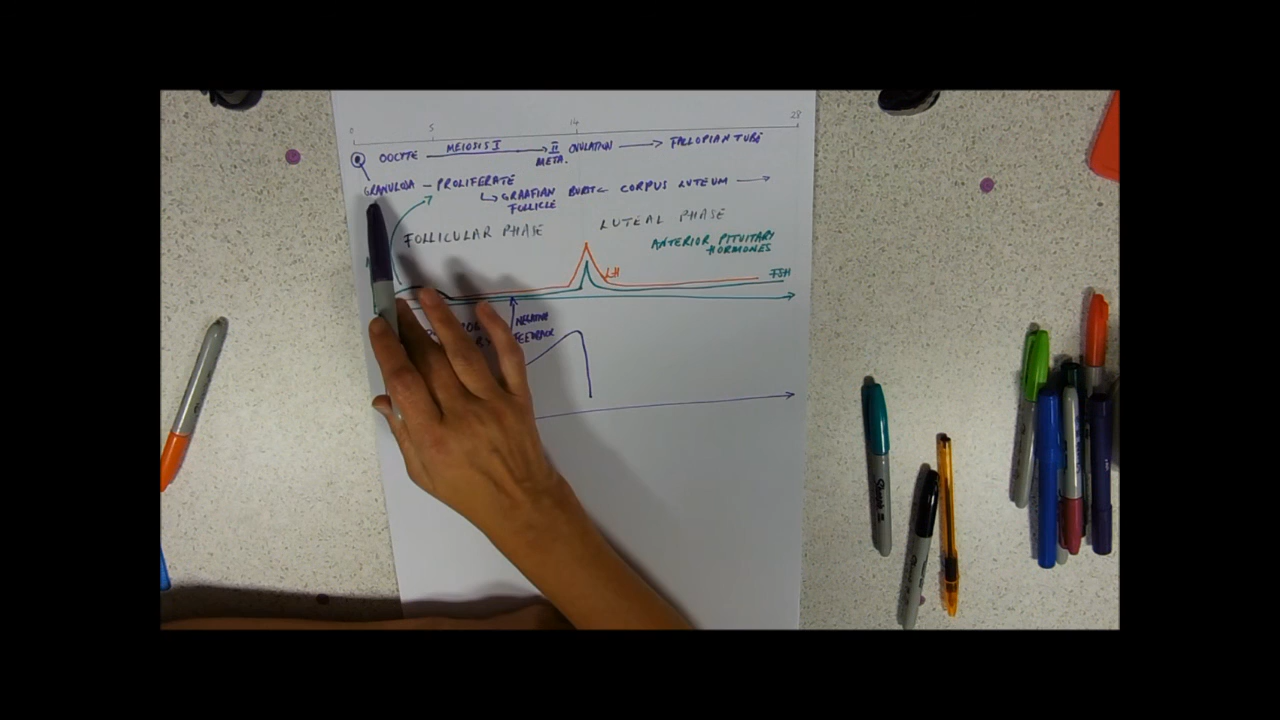 0 5 14 28
OOCYTE MEIOSIS I II OVULATION FALLOPIAN TUBE
META.
GRANULOSA - PROLIFERATE
GRAAFIAN BURST CORPUS LUTEUM
FOLLICLE
FOLLICULAR PHASE LUTEAL PHASE
ANTERIOR PITUITARY
HORMONES
LH FSH
NEGATIVE
FEEDBACK
Sharpie